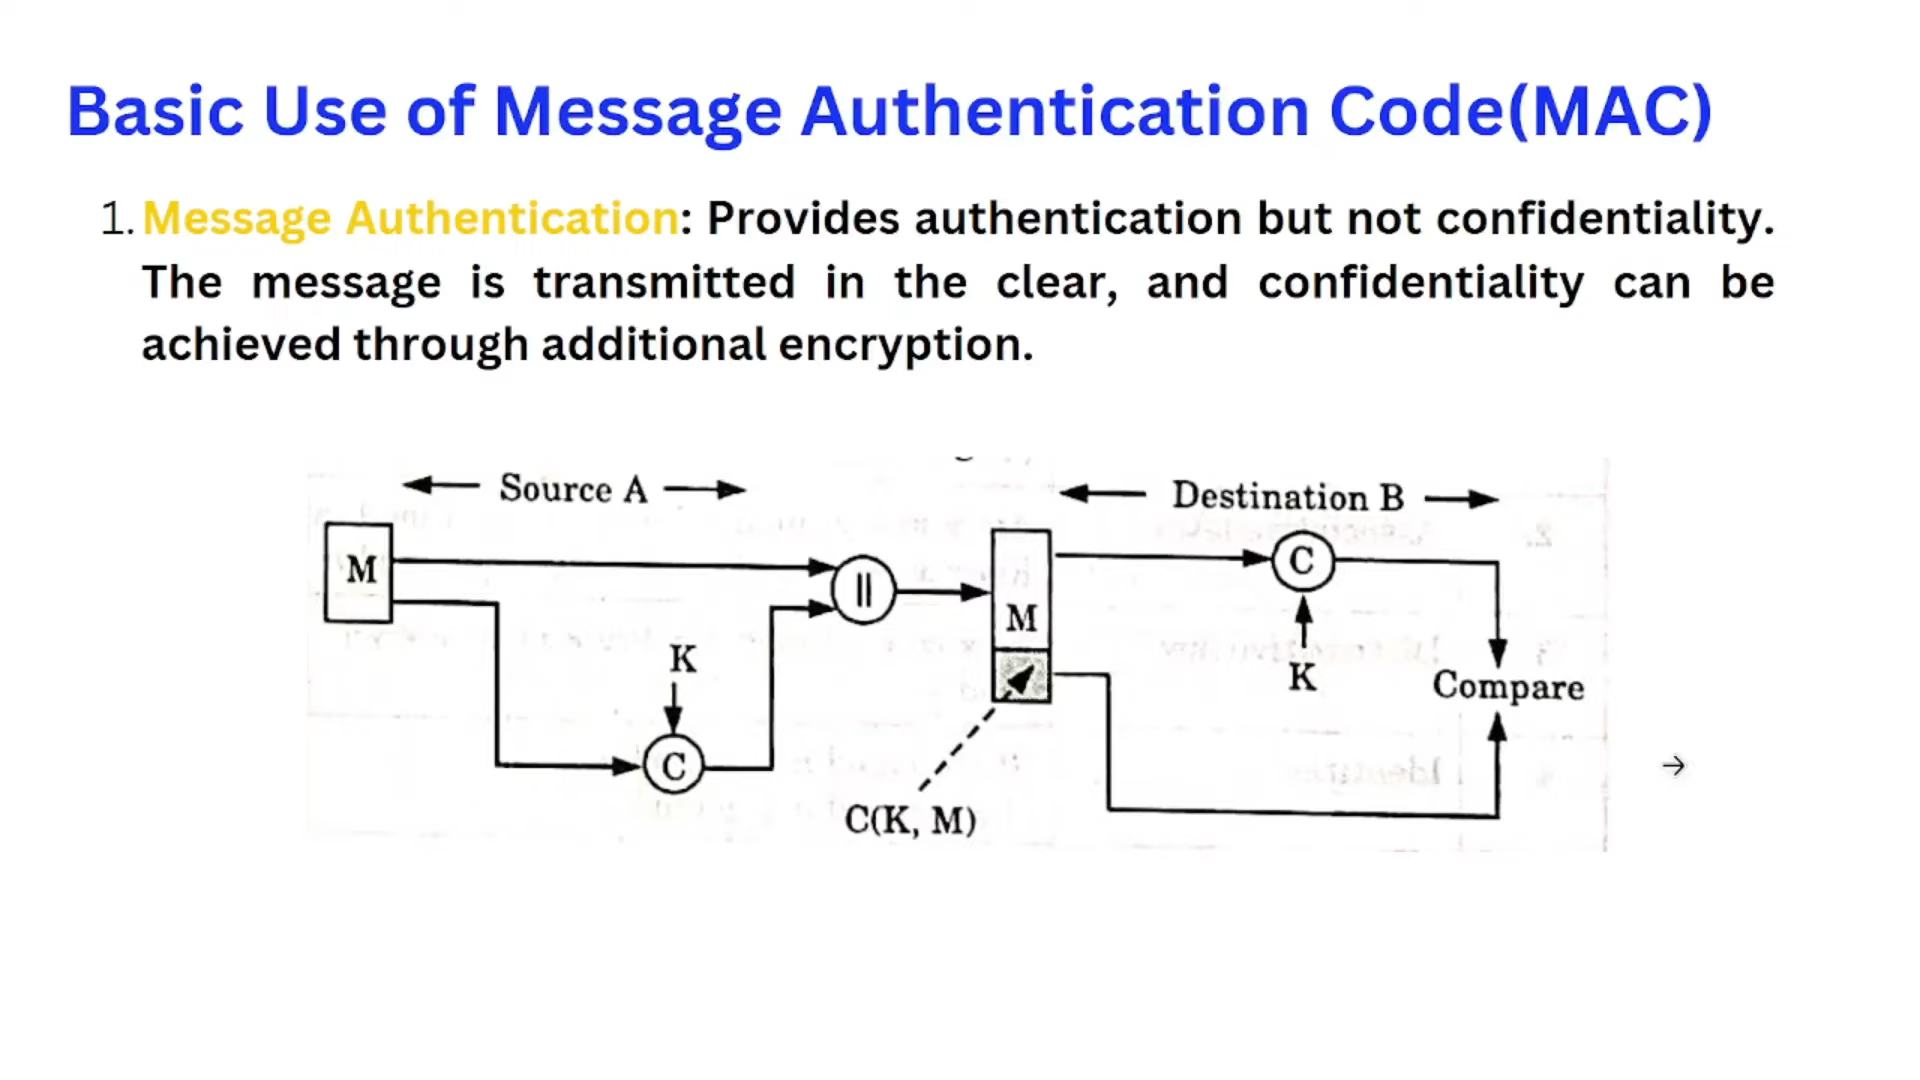 Basic Use of Message Authentication Code(MAC)
1. Message Authentication: Provides authentication but not confidentiality.
The message is transmitted in the clear, and confidentiality can be
achieved through additional encryption.
Source A
Destination B
M
||
C
M
K
K
Compare
C
C(K, M)